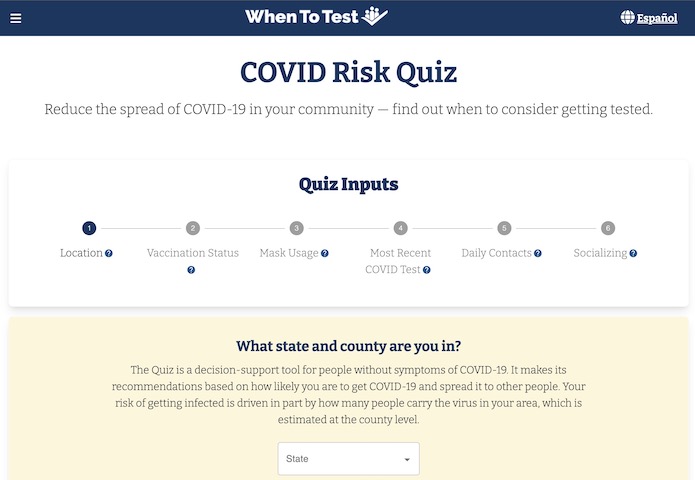 When To Test
Español
COVID Risk Quiz
Reduce the spread of COVID-19 in your community — find out when to consider getting tested.
Quiz Inputs
1 2 3 4 5 6
Location ? Vaccination Status ? Mask Usage ? Most Recent COVID Test ? Daily Contacts ? Socializing ?
What state and county are you in?
The Quiz is a decision-support tool for people without symptoms of COVID-19. It makes its
recommendations based on how likely you are to get COVID-19 and spread it to other people. Your
risk of getting infected is driven in part by how many people carry the virus in your area, which is
estimated at the county level.
State